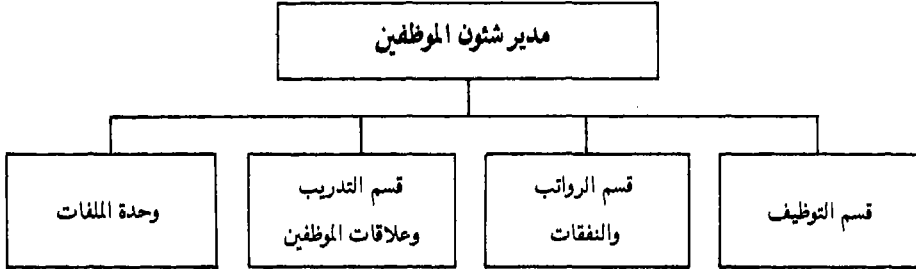 مدير شئون الموظفين
قسم التوظيف
قسم الرواتب
والنفقات
قسم التدريب
وعلاقات الموظفين
وحدة الملفات